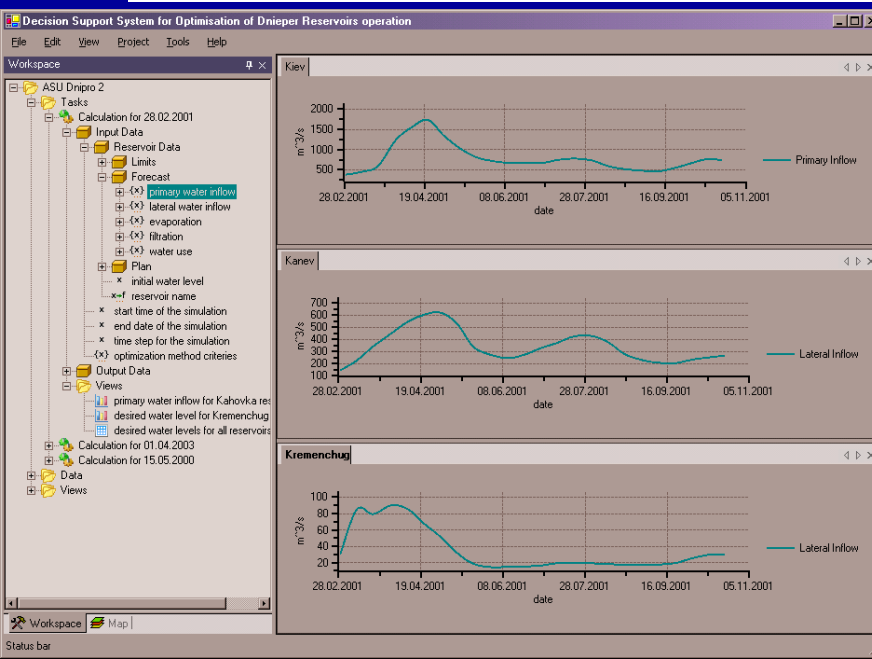 Decision Support System for Optimisation of Dnieper Reservoirs operation
File Edit View Project Tools Help
Workspace
ASU Dnipro 2
Tasks
Calculation for 28.02.2001
Input Data
Reservoir Data
Limits
Forecast
{x} primary water inflow
{x} lateral water inflow
{x} evaporation
{x} filtration
{x} water use
Plan
x initial water level
x→f reservoir name
x start time of the simulation
x end date of the simulation
x time step for the simulation
{x} optimization method criteries
Output Data
Views
primary water inflow for Kahovka res
desired water level for Kremenchug
desired water levels for all reservoirs
Calculation for 01.04.2003
Calculation for 15.05.2000
Data
Views
Workspace Map
Status bar
Kiev
2000
1500
1000
500
m^3/s
28.02.2001 19.04.2001 08.06.2001 28.07.2001 16.09.2001 05.11.2001
date
Primary Inflow
Kanev
700
600
500
400
300
200
100
m^3/s
28.02.2001 19.04.2001 08.06.2001 28.07.2001 16.09.2001 05.11.2001
date
Lateral Inflow
Kremenchug
100
80
60
40
20
m^3/s
28.02.2001 19.04.2001 08.06.2001 28.07.2001 16.09.2001 05.11.2001
date
Lateral Inflow